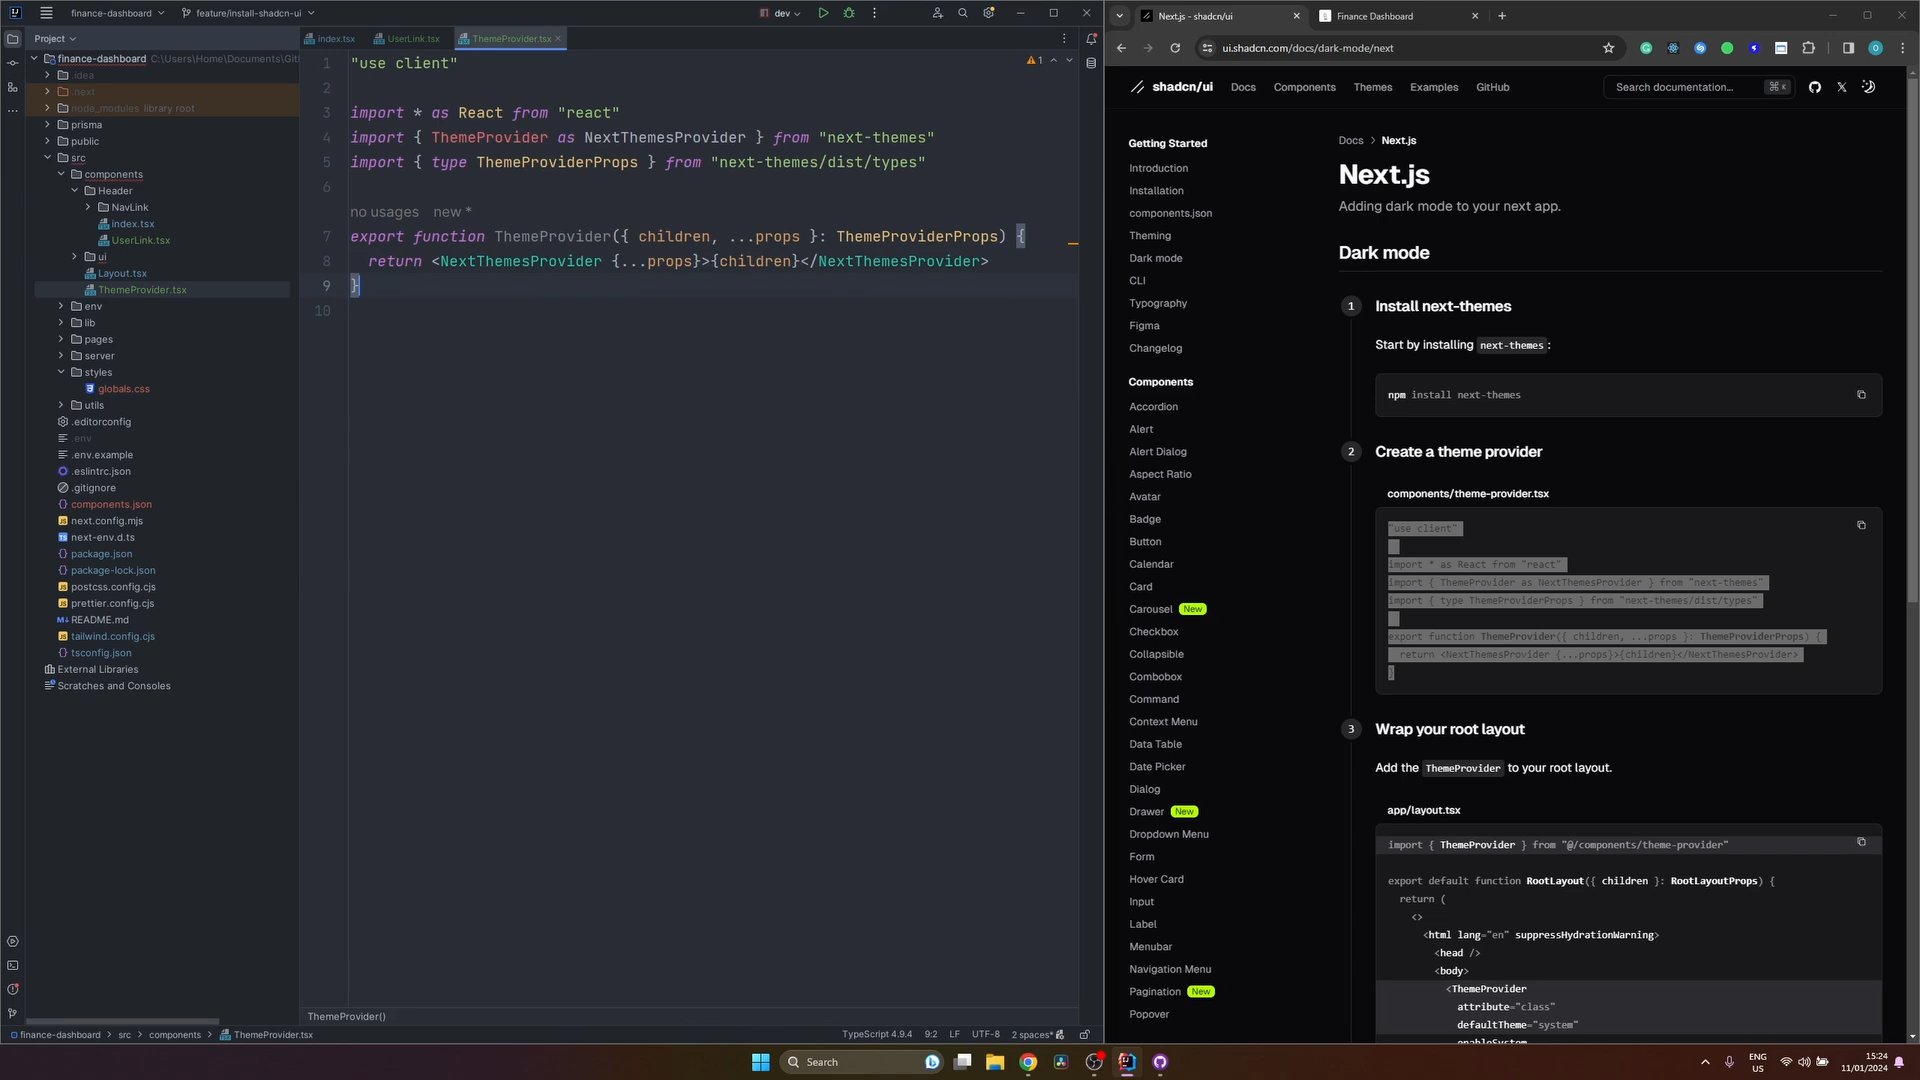 finance-dashboard
feature/install-shadcn-ui
dev
Project
index.tsx
UserLink.tsx
ThemeProvider.tsx
finance-dashboard C:\Users\Home\Documents\Git
.idea
.next
node_modules library root
prisma
public
src
components
Header
NavLink
index.tsx
UserLink.tsx
ui
Layout.tsx
ThemeProvider.tsx
env
lib
pages
server
styles
globals.css
utils
.editorconfig
.env
.env.example
.eslintrc.json
.gitignore
components.json
next.config.mjs
next-env.d.ts
package.json
package-lock.json
postcss.config.cjs
prettier.config.cjs
README.md
tailwind.config.cjs
tsconfig.json
External Libraries
Scratches and Consoles
1 "use client"
2
3 import * as React from "react"
4 import { ThemeProvider as NextThemesProvider } from "next-themes"
5 import { type ThemeProviderProps } from "next-themes/dist/types"
6
no usages new *
7 export function ThemeProvider({ children, ...props }: ThemeProviderProps) {
8 return <NextThemesProvider {...props}>{children}</NextThemesProvider>
9 }
10
1
ThemeProvider()
finance-dashboard > src > components > ThemeProvider.tsx
TypeScript 4.9.4 9:2 LF UTF-8 2 spaces*
Next.js - shadcn/ui
Finance Dashboard
ui.shadcn.com/docs/dark-mode/next
shadcn/ui Docs Components Themes Examples GitHub
Search documentation... ⌘ K
Getting Started
Introduction
Installation
components.json
Theming
Dark mode
CLI
Typography
Figma
Changelog
Components
Accordion
Alert
Alert Dialog
Aspect Ratio
Avatar
Badge
Button
Calendar
Card
Carousel New
Checkbox
Collapsible
Combobox
Command
Context Menu
Data Table
Date Picker
Dialog
Drawer New
Dropdown Menu
Form
Hover Card
Input
Label
Menubar
Navigation Menu
Pagination New
Popover
Docs > Next.js
Next.js
Adding dark mode to your next app.
Dark mode
1 Install next-themes
Start by installing next-themes:
npm install next-themes
2 Create a theme provider
components/theme-provider.tsx
"use client"
import * as React from "react"
import { ThemeProvider as NextThemesProvider } from "next-themes"
import { type ThemeProviderProps } from "next-themes/dist/types"
export function ThemeProvider({ children, ...props }: ThemeProviderProps) {
return <NextThemesProvider {...props}>{children}</NextThemesProvider>
}
3 Wrap your root layout
Add the ThemeProvider to your root layout.
app/layout.tsx
import { ThemeProvider } from "@/components/theme-provider"
export default function RootLayout({ children }: RootLayoutProps) {
return (
<>
<html lang="en" suppressHydrationWarning>
<head />
<body>
<ThemeProvider
attribute="class"
defaultTheme="system"
enableSystem
Search
ENG
US
15:24
11/01/2024